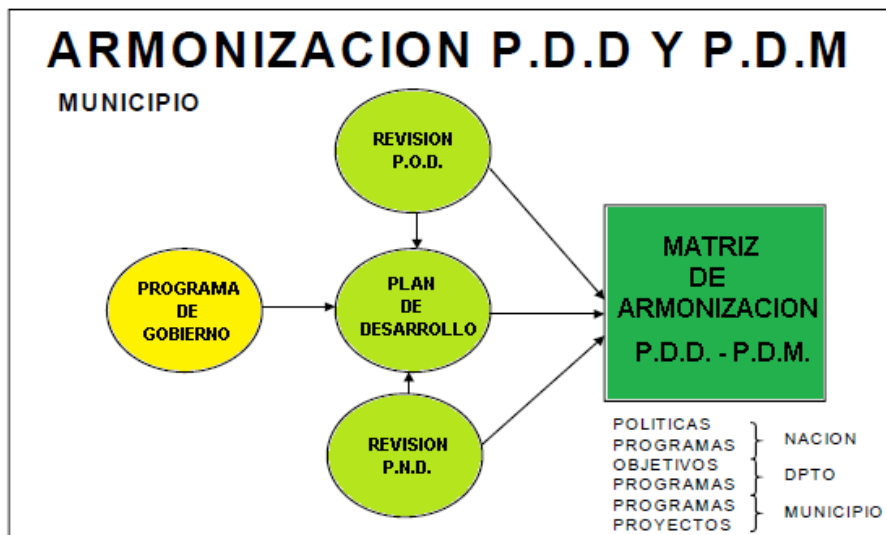 ARMONIZACION P.D.D Y P.D.M
MUNICIPIO
REVISION
P.O.D.
PROGRAMA
DE
GOBIERNO
PLAN
DE
DESARROLLO
MATRIZ
DE
ARMONIZACION
P.D.D. - P.D.M.
REVISION
P.N.D.
POLITICAS
PROGRAMAS
NACION
OBJETIVOS
PROGRAMAS
DPTO
PROGRAMAS
PROYECTOS
MUNICIPIO